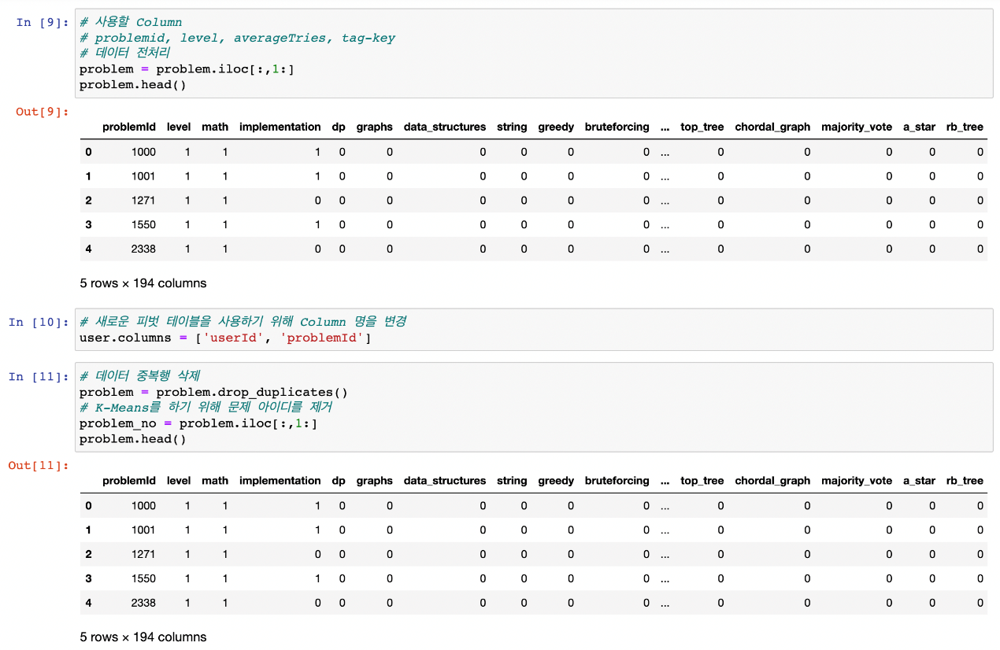 In [9]: # 사용할 Column
# problemid, level, averageTries, tag-key
# 데이터 전처리
problem = problem.iloc[:,1:]
problem.head()
Out[9]:
problemId level math implementation dp graphs data_structures string greedy bruteforcing ... top_tree chordal_graph majority_vote a_star rb_tree
0 1000 1 1 1 0 0 0 0 0 0 ... 0 0 0 0 0
1 1001 1 1 1 0 0 0 0 0 0 ... 0 0 0 0 0
2 1271 1 1 0 0 0 0 0 0 0 ... 0 0 0 0 0
3 1550 1 1 1 0 0 0 0 0 0 ... 0 0 0 0 0
4 2338 1 1 0 0 0 0 0 0 0 ... 0 0 0 0 0
5 rows × 194 columns
In [10]: # 새로운 피벗 테이블을 사용하기 위해 Column 명을 변경
user.columns = ['userId', 'problemId']
In [11]: # 데이터 중복행 삭제
problem = problem.drop_duplicates()
# K-Means를 하기 위해 문제 아이디를 제거
problem_no = problem.iloc[:,1:]
problem.head()
Out[11]:
problemId level math implementation dp graphs data_structures string greedy bruteforcing ... top_tree chordal_graph majority_vote a_star rb_tree
0 1000 1 1 1 0 0 0 0 0 0 ... 0 0 0 0 0
1 1001 1 1 1 0 0 0 0 0 0 ... 0 0 0 0 0
2 1271 1 1 0 0 0 0 0 0 0 ... 0 0 0 0 0
3 1550 1 1 1 0 0 0 0 0 0 ... 0 0 0 0 0
4 2338 1 1 0 0 0 0 0 0 0 ... 0 0 0 0 0
5 rows × 194 columns